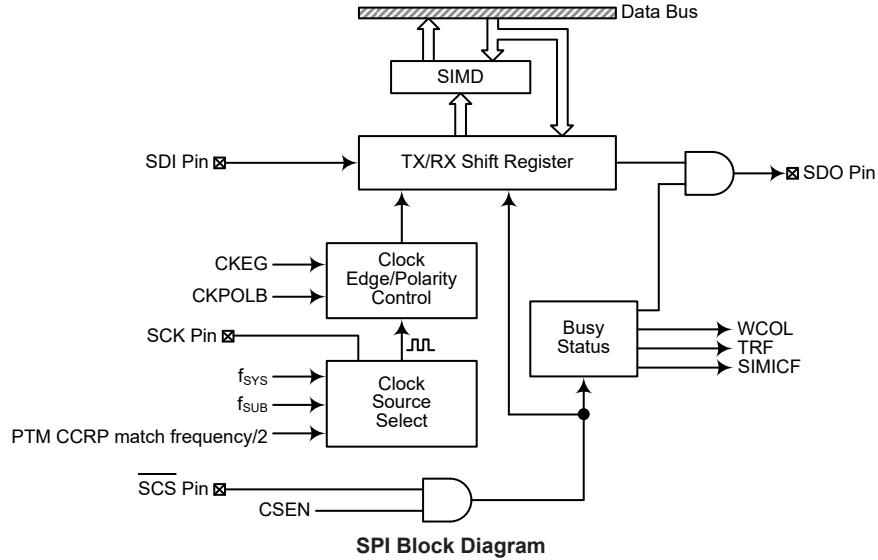 Data Bus
SIMD
SDI Pin
TX/RX Shift Register
SDO Pin
CKEG
CKPOLB
Clock
Edge/Polarity
Control
SCK Pin
Busy
Status
WCOL
TRF
SIMICF
fSYS
fSUB
PTM CCRP match frequency/2
Clock
Source
Select
SCS Pin
CSEN
SPI Block Diagram